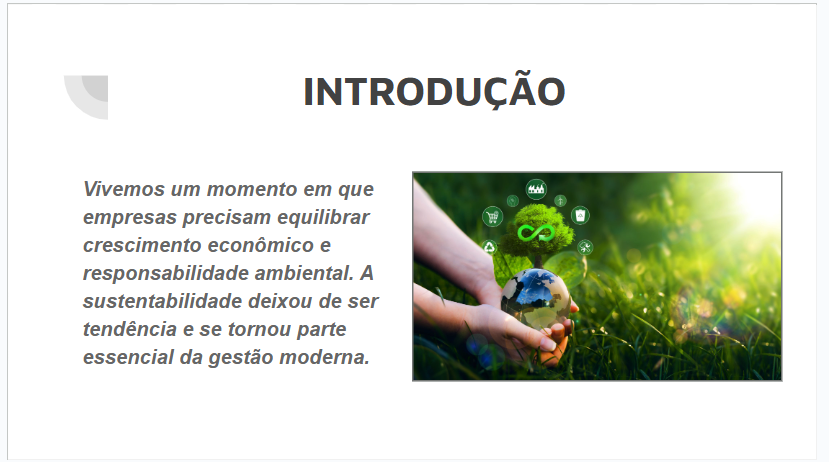 INTRODUÇÃO
Vivemos um momento em que
empresas precisam equilibrar
crescimento econômico e
responsabilidade ambiental. A
sustentabilidade deixou de ser
tendência e se tornou parte
essencial da gestão moderna.